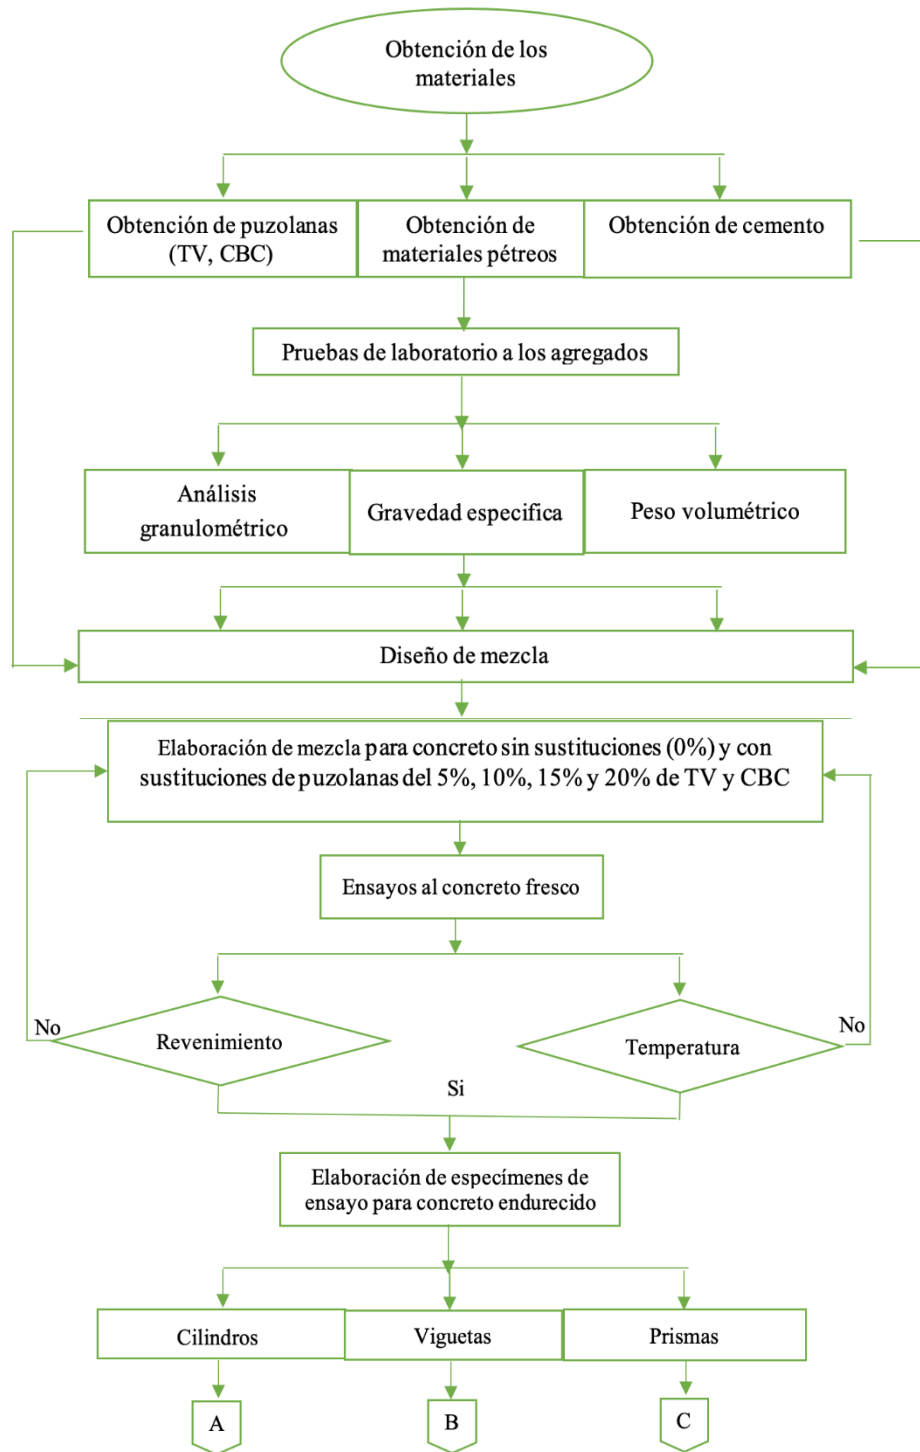 Obtención de los
materiales
Obtención de puzolanas
(TV, CBC)
Obtención de
materiales pétreos
Obtención de cemento
Pruebas de laboratorio a los agregados
Análisis
granulométrico
Gravedad especifica
Peso volumétrico
Diseño de mezcla
Elaboración de mezcla para concreto sin sustituciones (0%) y con
sustituciones de puzolanas del 5%, 10%, 15% y 20% de TV y CBC
Ensayos al concreto fresco
No
Revenimiento
Temperatura
No
Si
Elaboración de especímenes de
ensayo para concreto endurecido
Cilindros
Viguetas
Prismas
A
B
C